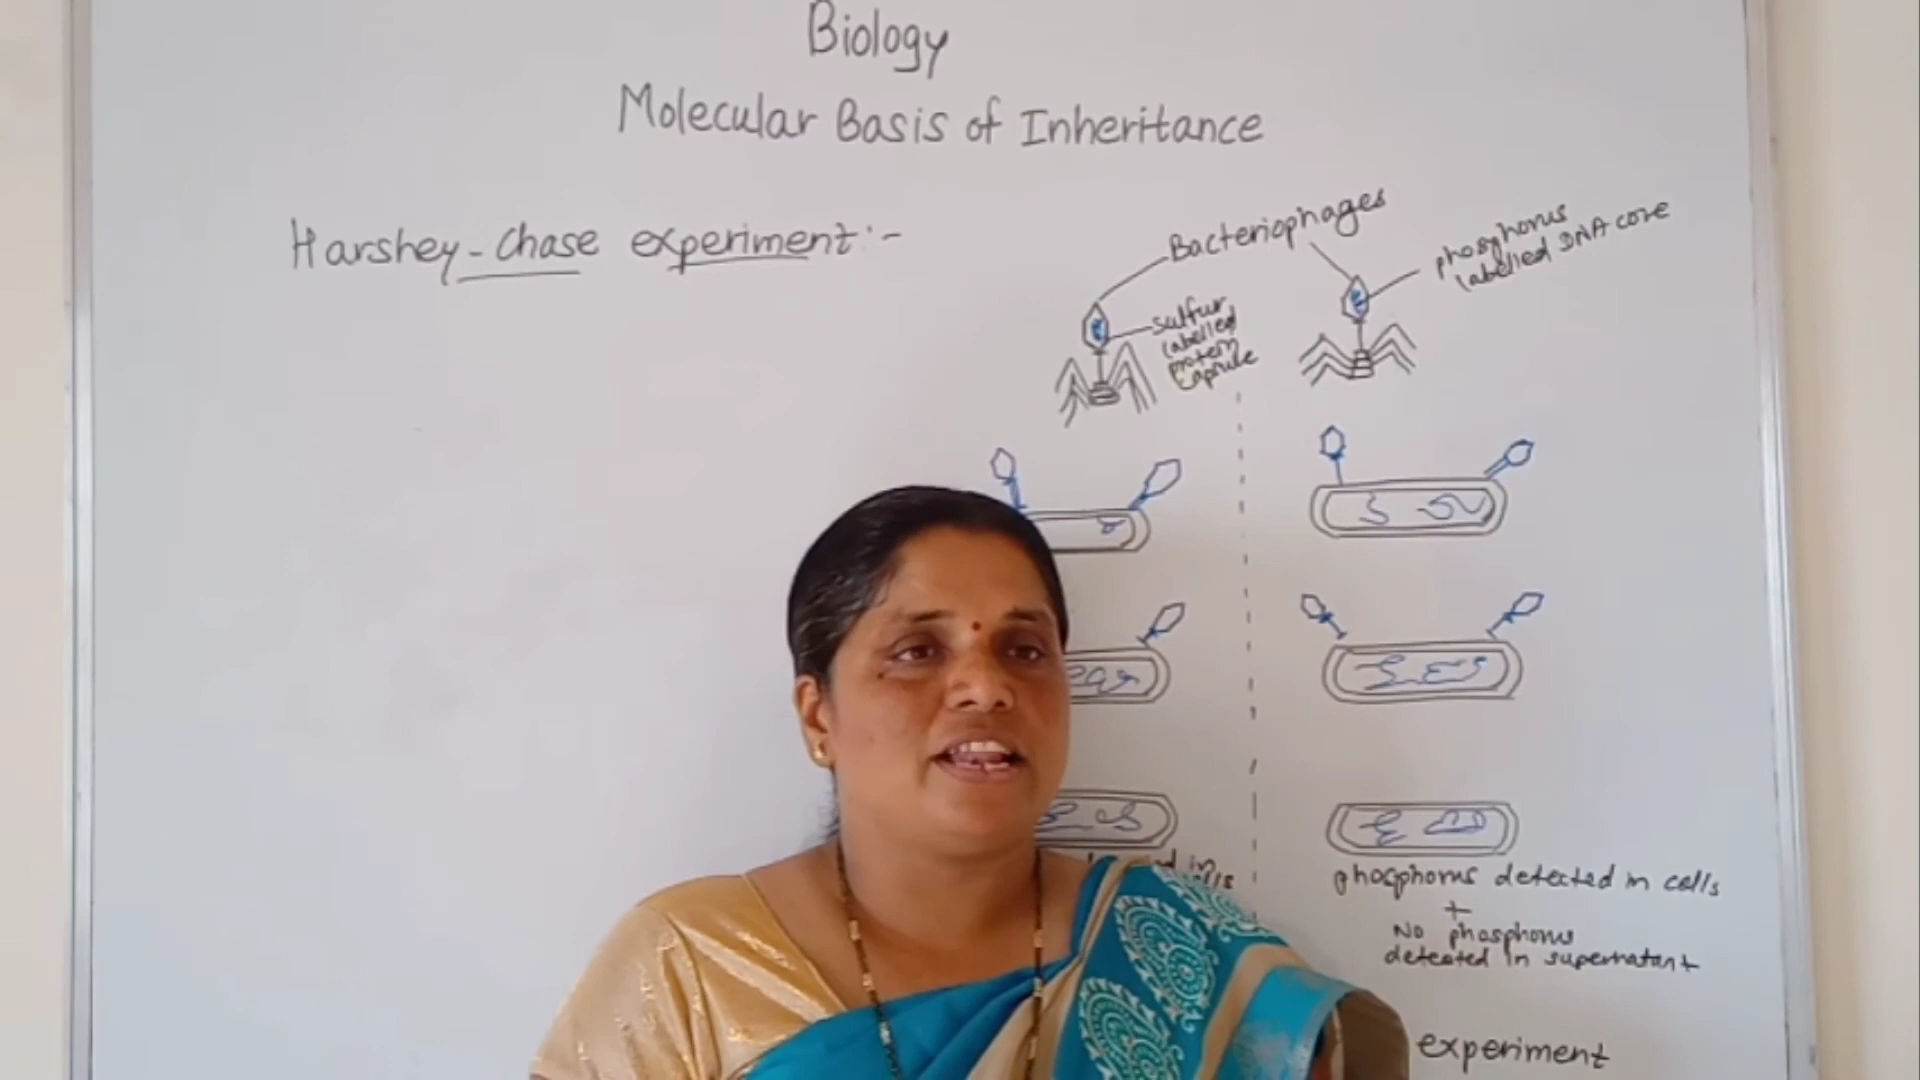 Biology
Molecular Basis of Inheritance
Harshey-chase experiment:-
Bacteriophages
phosphorus
labelled DNA core
sulfur
labelled
protein
capsule
in
phosphorus detected in cells
+
No phosphorus
detected in supernatant
experiment